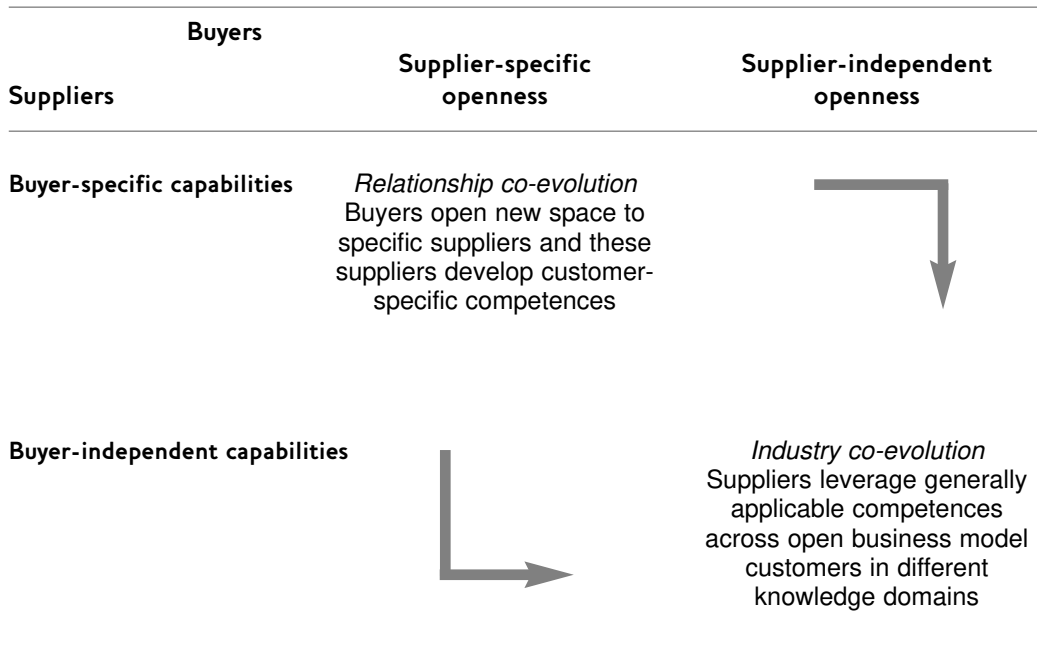 Buyers
Supplier-specific
openness
Supplier-independent
openness
Suppliers
Buyer-specific capabilities
Relationship co-evolution
Buyers open new space to
specific suppliers and these
suppliers develop customer-
specific competences
Buyer-independent capabilities
Industry co-evolution
Suppliers leverage generally
applicable competences
across open business model
customers in different
knowledge domains